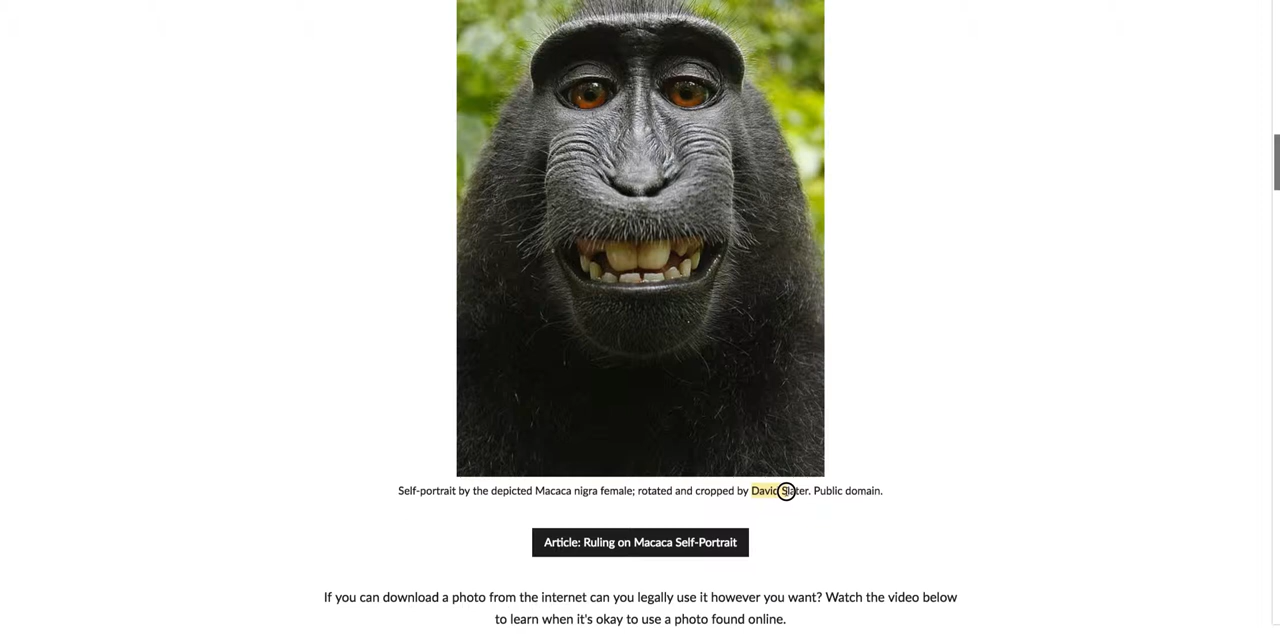 Self-portrait by the depicted Macaca nigra female; rotated and cropped by David Slater. Public domain.
Article: Ruling on Macaca Self-Portrait
If you can download a photo from the internet can you legally use it however you want? Watch the video below
to learn when it's okay to use a photo found online.